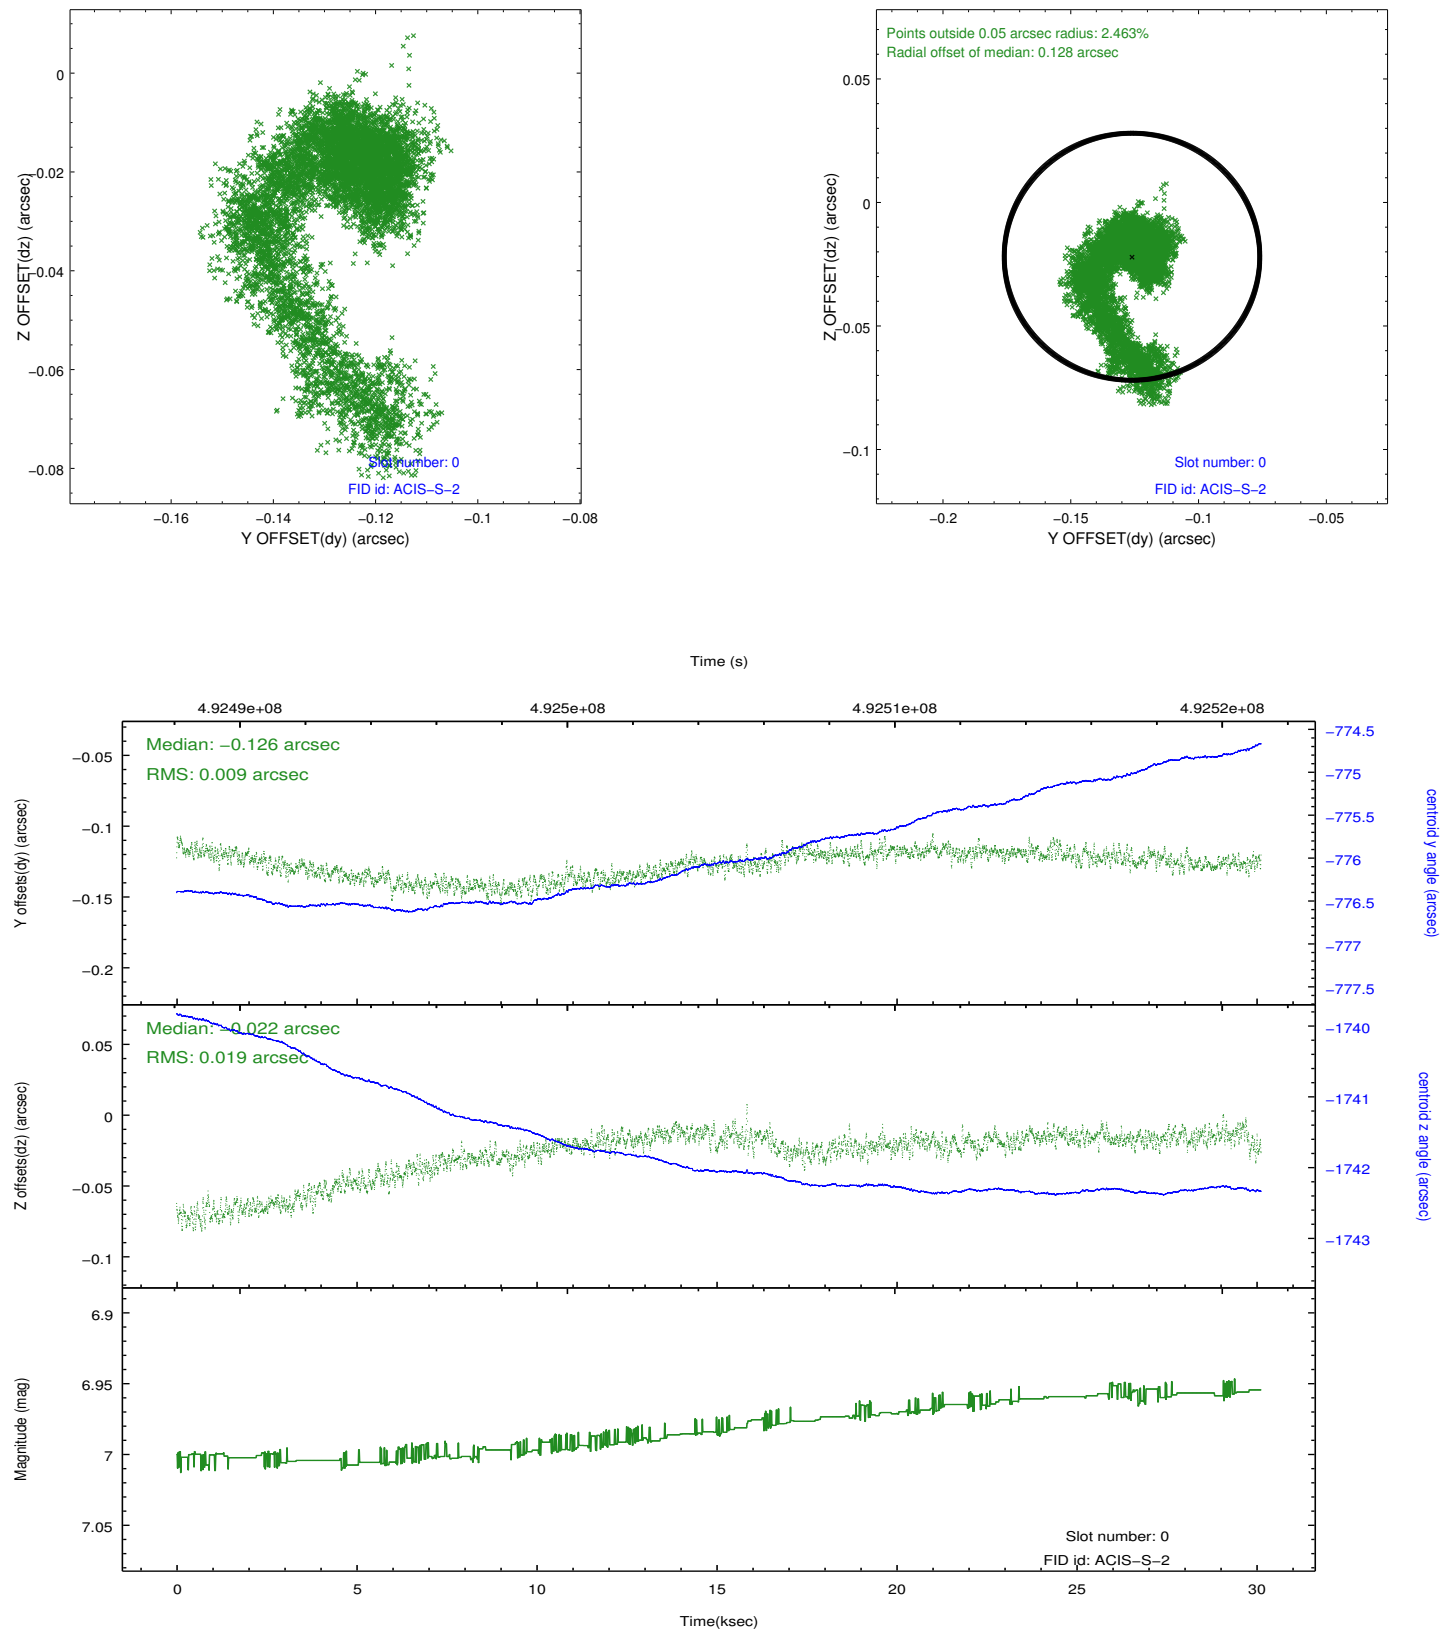 0
−0.02
−0.04
−0.06
−0.08
Z OFFSET(dz) (arcsec)
Slot number: 0
FID id: ACIS−S−2
−0.16
−0.14
−0.12
−0.1
−0.08
Y OFFSET(dy) (arcsec)
Points outside 0.05 arcsec radius: 2.463%
Radial offset of median: 0.128 arcsec
0.05
0
−0.05
−0.1
Z OFFSET(dz) (arcsec)
Slot number: 0
FID id: ACIS−S−2
−0.2
−0.15
−0.1
−0.05
Y OFFSET(dy) (arcsec)
Time (s)
4.9249e+08
4.925e+08
4.9251e+08
4.9252e+08
Median: −0.126 arcsec
RMS: 0.009 arcsec
−0.05
−0.1
−0.15
−0.2
Y offsets(dy) (arcsec)
−774.5
−775
−775.5
−776
−776.5
−777
−777.5
centroid y angle (arcsec)
Median: −0.022 arcsec
RMS: 0.019 arcsec
0.05
0
−0.05
−0.1
Z offsets(dz) (arcsec)
−1740
−1741
−1742
−1743
centroid z angle (arcsec)
6.9
6.95
7
7.05
Magnitude (mag)
Slot number: 0
FID id: ACIS−S−2
0
5
10
15
20
25
30
Time(ksec)